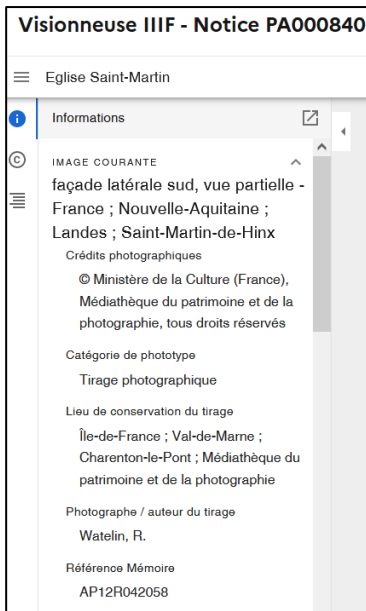 Visionneuse IIIF - Notice PA000840
Eglise Saint-Martin
Informations
IMAGE COURANTE
façade latérale sud, vue partielle -
France ; Nouvelle-Aquitaine ;
Landes ; Saint-Martin-de-Hinx
Crédits photographiques
© Ministère de la Culture (France),
Médiathèque du patrimoine et de la
photographie, tous droits réservés
Catégorie de phototype
Tirage photographique
Lieu de conservation du tirage
Île-de-France ; Val-de-Marne ;
Charenton-le-Pont ; Médiathèque du
patrimoine et de la photographie
Photographe / auteur du tirage
Watelin, R.
Référence Mémoire
AP12R042058